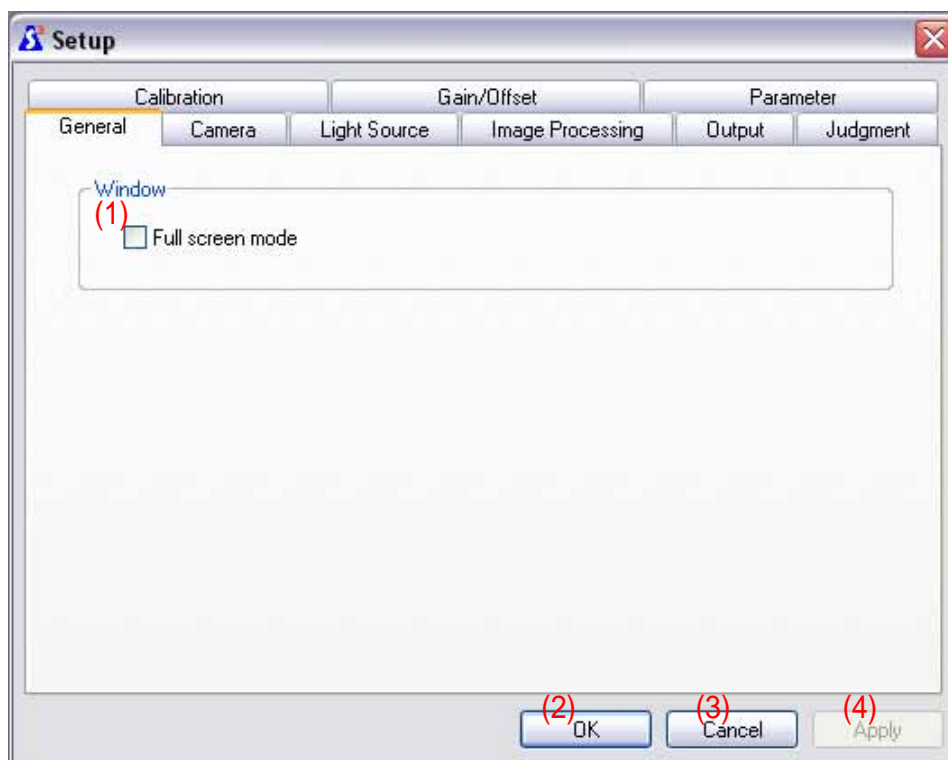 Setup
Calibration Gain/Offset Parameter
General Camera Light Source Image Processing Output Judgment
Window
(1)
Full screen mode
(2) (3) (4)
OK Cancel Apply